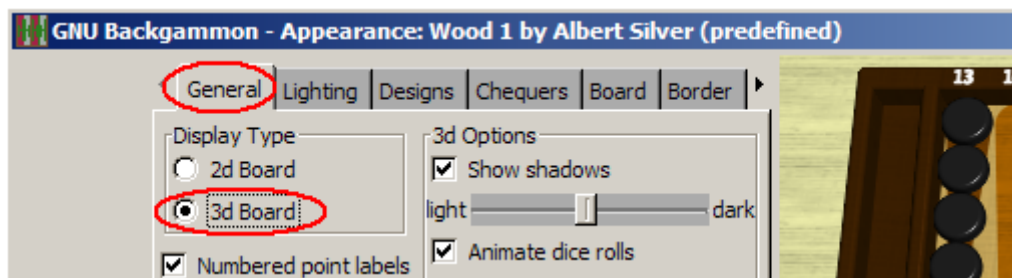 GNU Backgammon - Appearance: Wood 1 by Albert Silver (predefined)
General Lighting Designs Chequers Board Border
Display Type
2d Board
3d Board
Numbered point labels
3d Options
Show shadows
light dark
Animate dice rolls
13